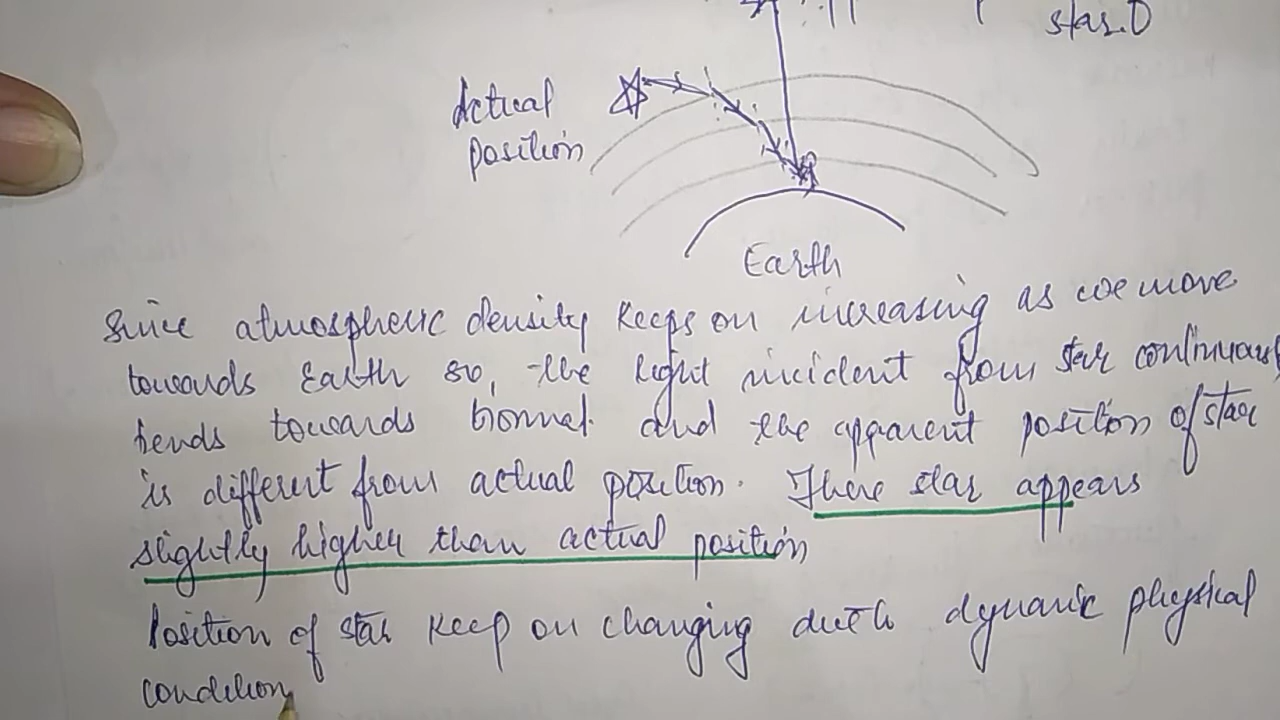 star.D
Actual
position
Earth
Since atmospheric density keeps on increasing as we move
towards Earth so, the light incident from star continuous
bends towards normal and the apparent position of star
is different from actual position. There star appears
slightly higher than actual position
Position of star keep on changing due to dynamic physical
condition